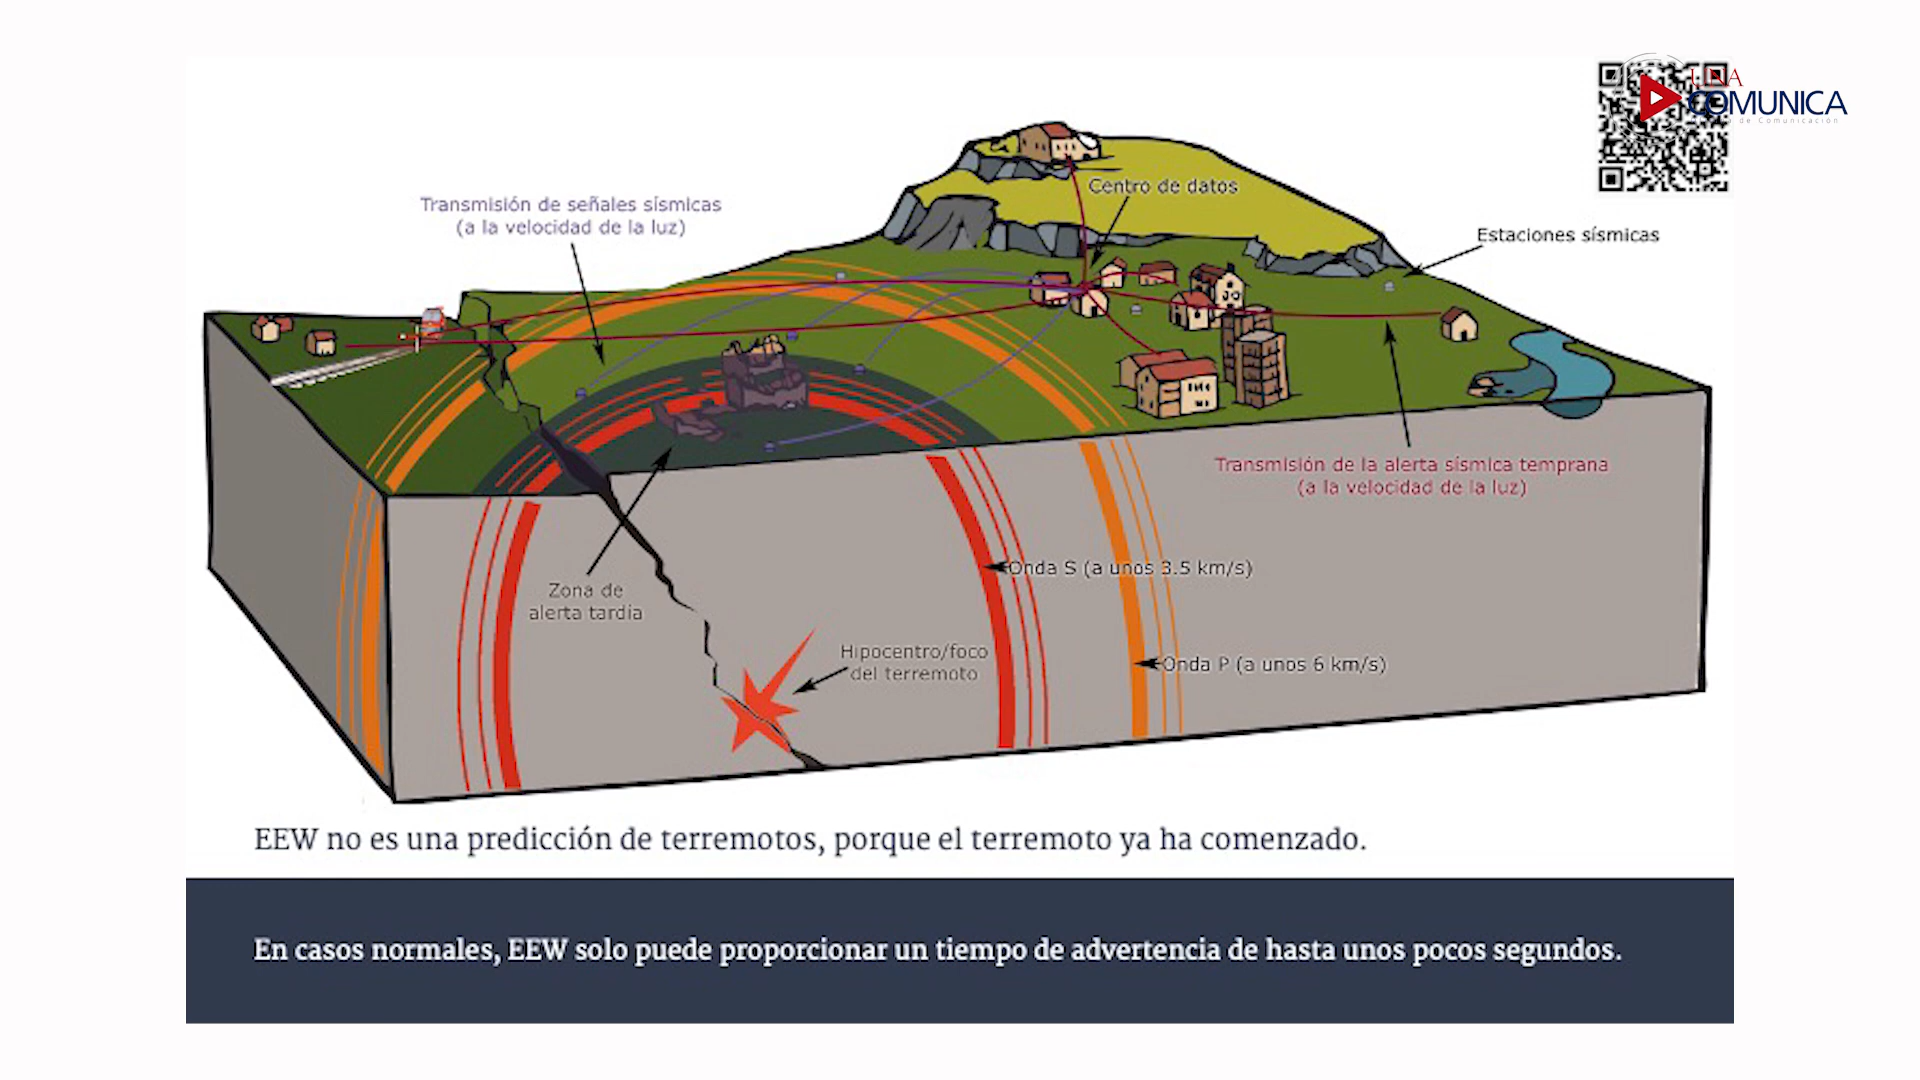 UNA
COMUNICA
de Comunicación
Centro de datos
Transmisión de señales sísmicas
(a la velocidad de la luz)
Estaciones sísmicas
Transmisión de la alerta sísmica temprana
(a la velocidad de la luz)
Onda S (a unos 3.5 km/s)
Zona de
alerta tardía
Hipocentro/foco
del terremoto
Onda P (a unos 6 km/s)
EEW no es una predicción de terremotos, porque el terremoto ya ha comenzado.
En casos normales, EEW solo puede proporcionar un tiempo de advertencia de hasta unos pocos segundos.